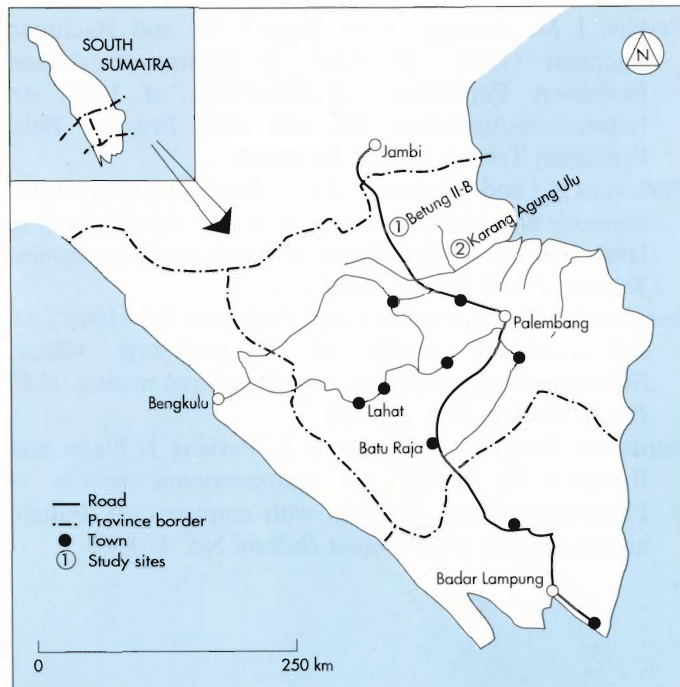 SOUTH
SUMATRA
N
Jambi
① Betung II-B
② Karang Agung Ulu
Palembang
Bengkulu
Lahat
Batu Raja
Road
Province border
Town
① Study sites
Badar Lampung
0
250 km